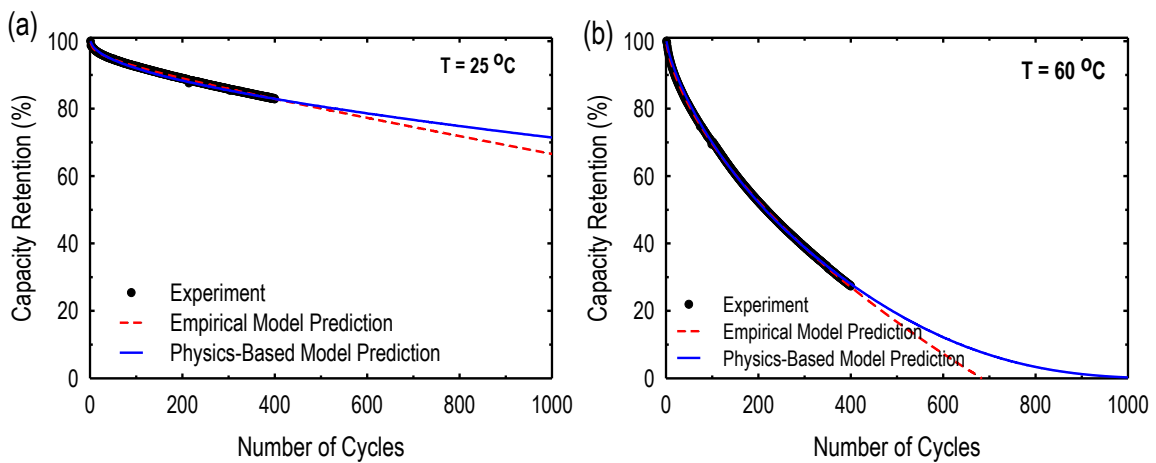 (a)
100
80
60
40
20
0
Capacity Retention (%)
T = 25 ºC
Experiment
Empirical Model Prediction
Physics-Based Model Prediction
0 200 400 600 800 1000
Number of Cycles
(b)
100
80
60
40
20
0
Capacity Retention (%)
T = 60 ºC
Experiment
Empirical Model Prediction
Physics-Based Model Prediction
0 200 400 600 800 1000
Number of Cycles